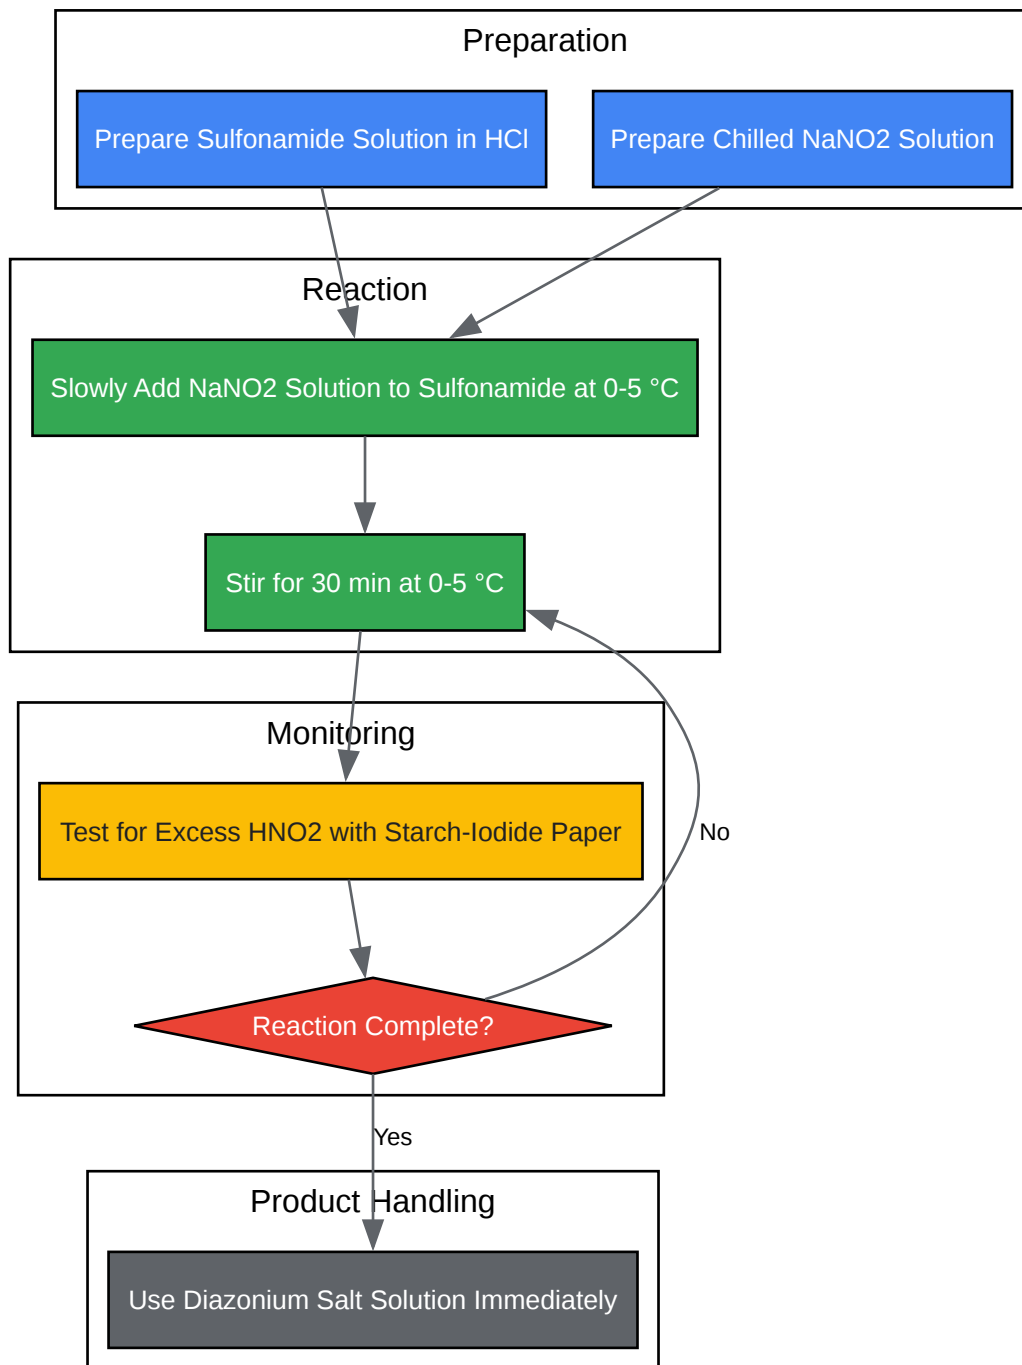 Preparation
Prepare Sulfonamide Solution in HCl
Prepare Chilled NaNO2 Solution
Reaction
Slowly Add NaNO2 Solution to Sulfonamide at 0-5 °C
Stir for 30 min at 0-5 °C
Monitoring
Test for Excess HNO2 with Starch-Iodide Paper
No
Reaction Complete?
Yes
Product Handling
Use Diazonium Salt Solution Immediately